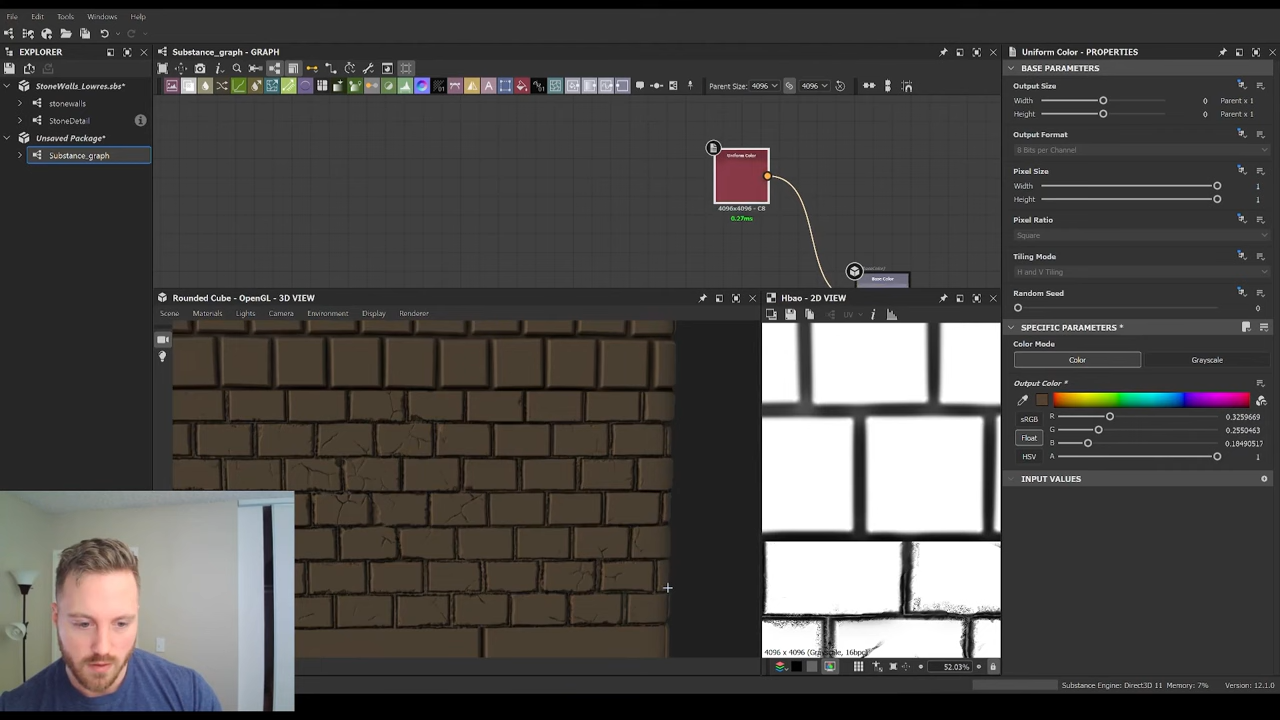 File Edit Tools Windows Help
EXPLORER
StoneWalls_Lowres.sbs*
stonewalls
StoneDetail
Unsaved Package*
Substance_graph
Substance_graph - GRAPH
Parent Size: 4096 4096
Uniform Color
4096x4096 - C8
0.27ms
Base Color
Rounded Cube - OpenGL - 3D VIEW
Scene Materials Lights Camera Environment Display Renderer
Hbao - 2D VIEW
UV
4096 x 4096 (Grayscale, 16bpc)
52.03%
Uniform Color - PROPERTIES
BASE PARAMETERS
Output Size
Width 0 Parent x 1
Height 0 Parent x 1
Output Format
8 Bits per Channel
Pixel Size
Width 1
Height 1
Pixel Ratio
Square
Tiling Mode
H and V Tiling
Random Seed
0
SPECIFIC PARAMETERS *
Color Mode
Color Grayscale
Output Color *
sRGB R 0.3259669
G 0.2550463
Float B 0.18490517
HSV A 1
INPUT VALUES
Substance Engine: Direct3D 11 Memory: 7% Version: 12.1.0